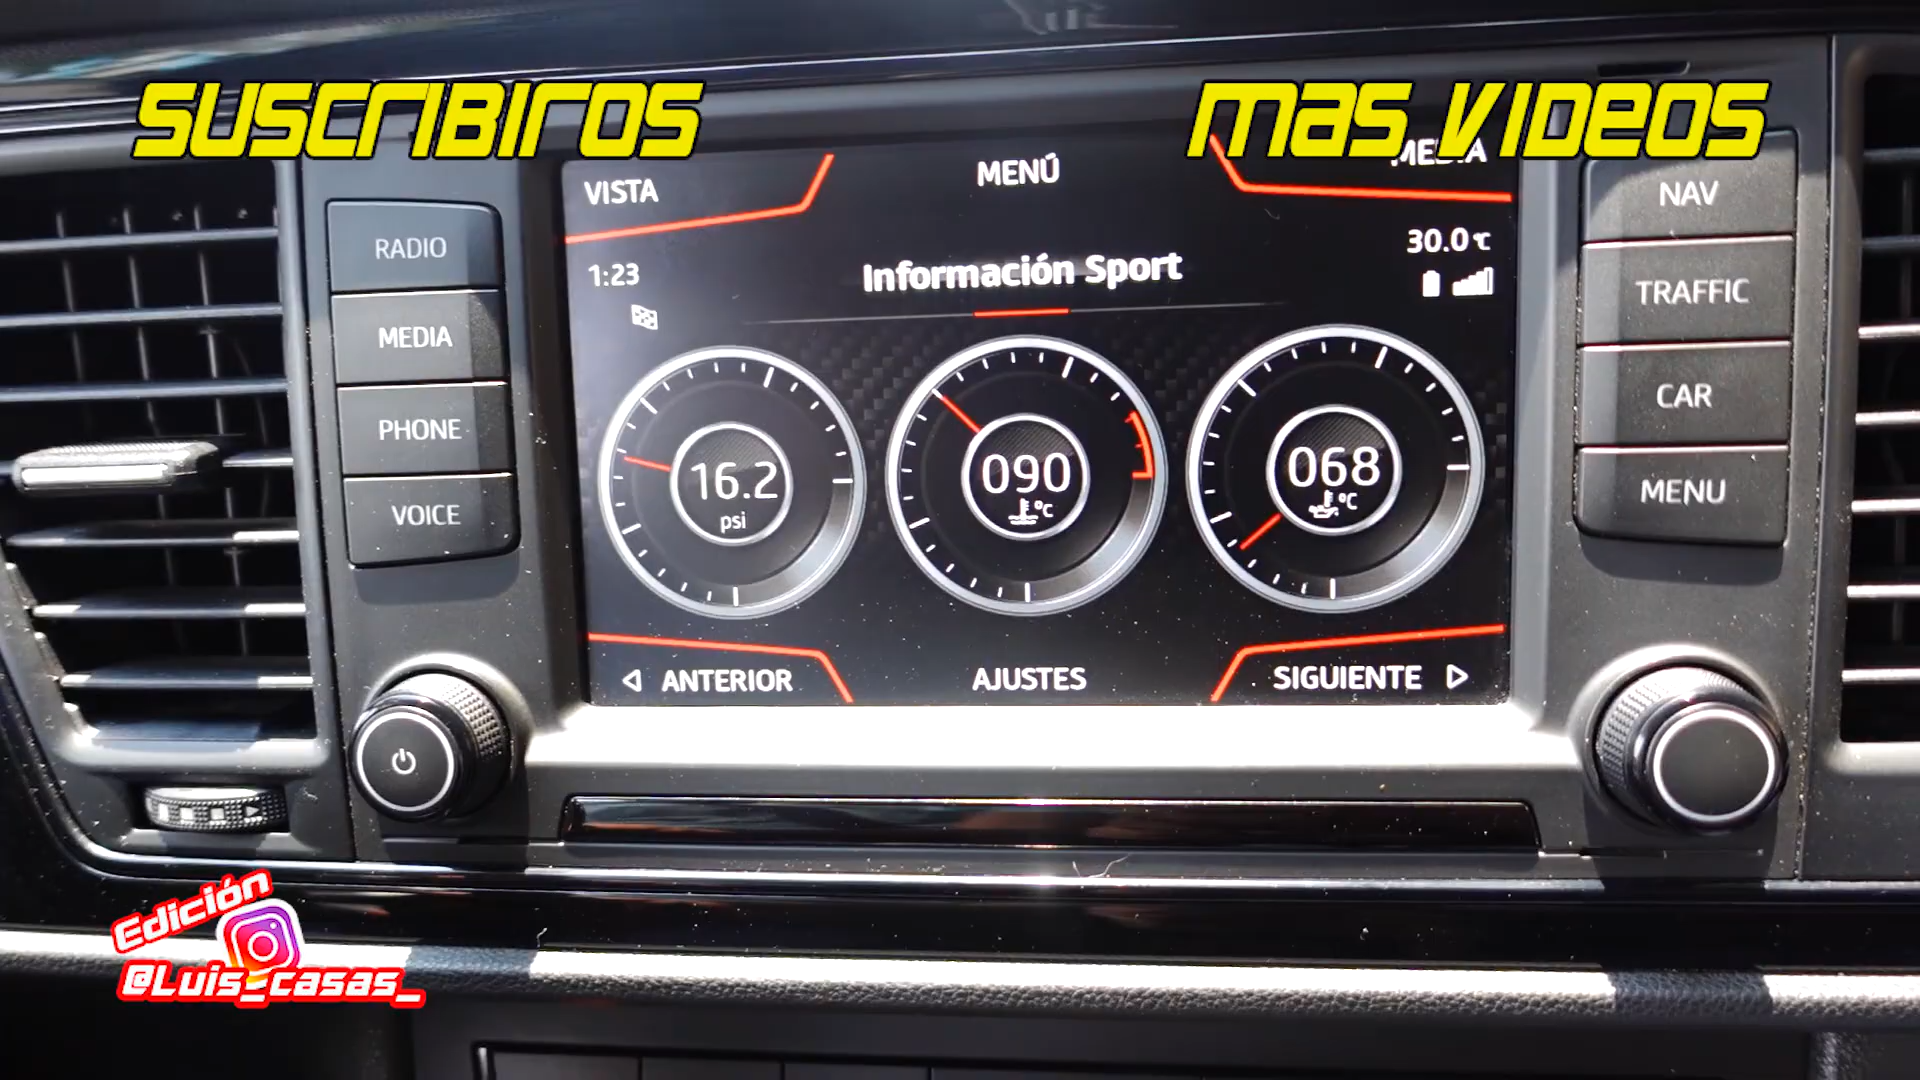 SUSCRIBIROS
MAS VIDEOS
VISTA
MENÚ
MEDIA
1:23
Información Sport
30.0°C
RADIO
MEDIA
PHONE
VOICE
16.2
psi
090
°C
068
°C
NAV
TRAFFIC
CAR
MENU
ANTERIOR
AJUSTES
SIGUIENTE
Edición
@Luis_casas_